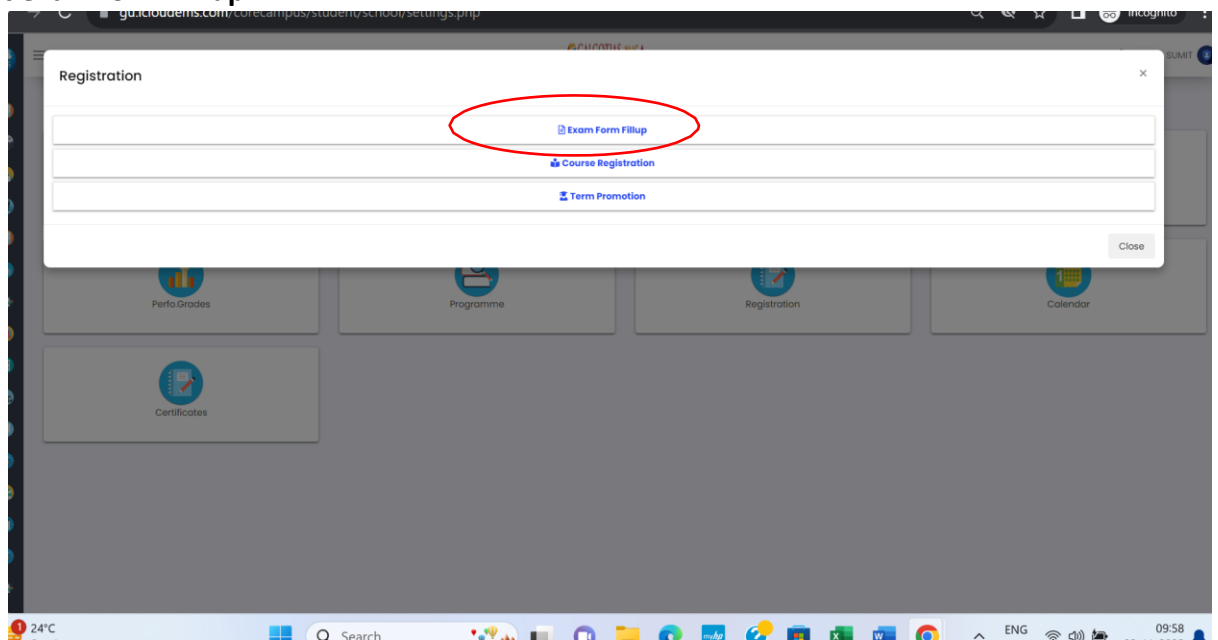 gu.icloudems.com/corecampus/student/school/settings.php
Incognito
SUMIT
Registration
×
Exam Form Fillup
Course Registration
Term Promotion
Close
Perfo.Grades
Programme
Registration
Calendar
Certificates
1
24°C
Search
ENG
09:58